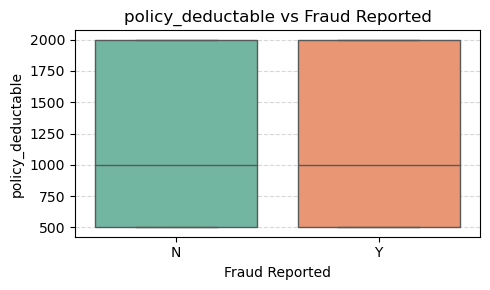 policy_deductable vs Fraud Reported
policy_deductable
2000
1750
1500
1250
1000
750
500
N
Y
Fraud Reported